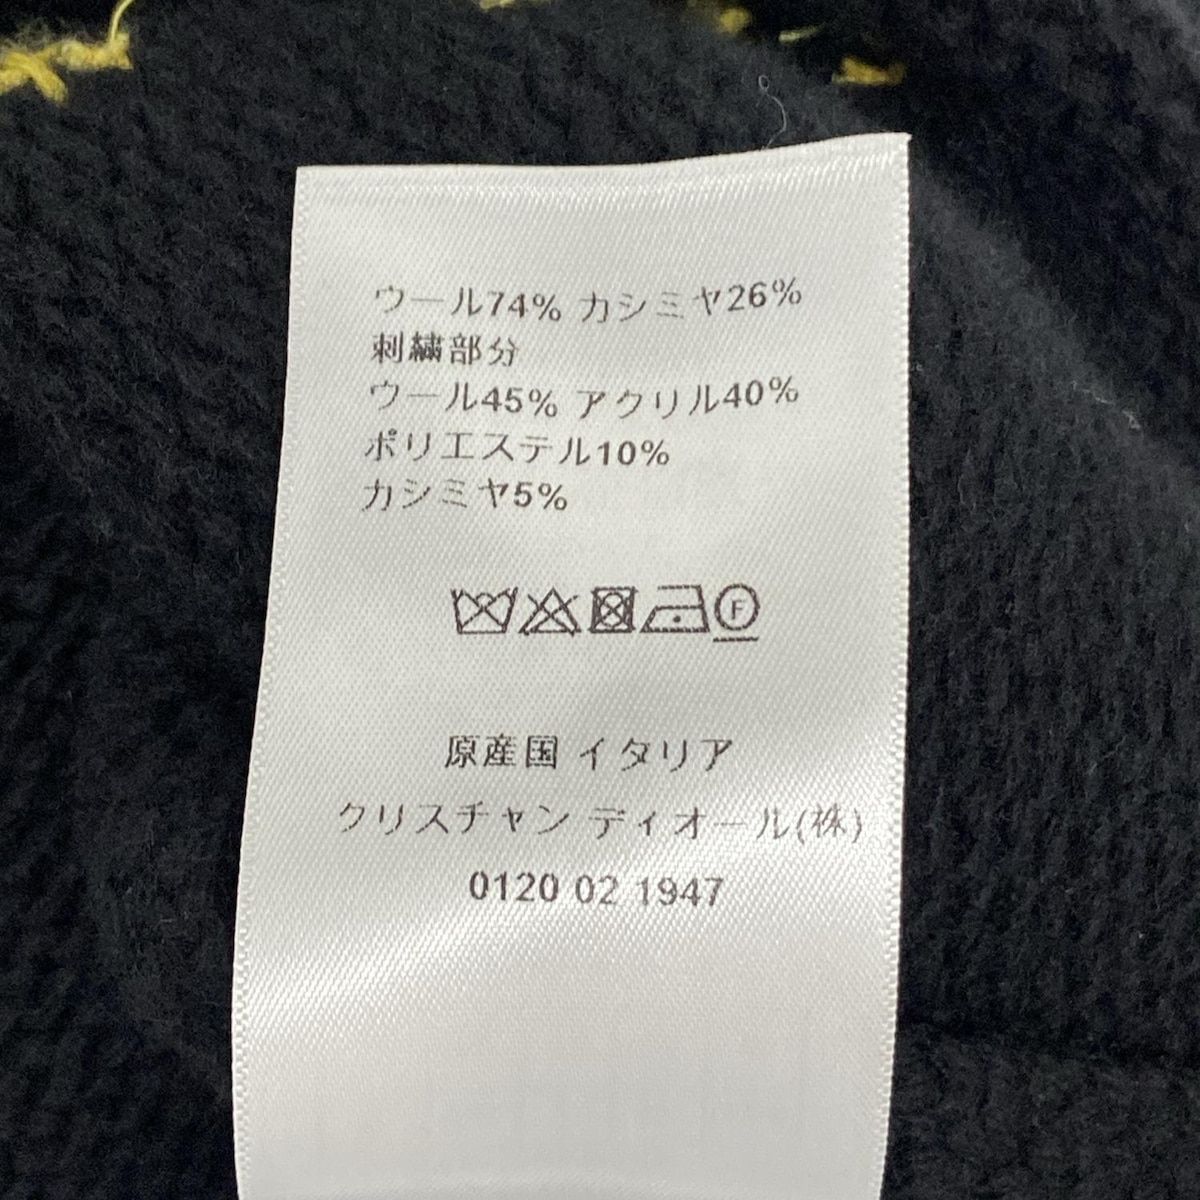 ウール74% カシミヤ26%
刺繍部分
ウール45% アクリル40%
ポリエステル10%
カシミヤ5%
F
原産国 イタリア
クリスチャン ディオール(株)
0120 02 1947